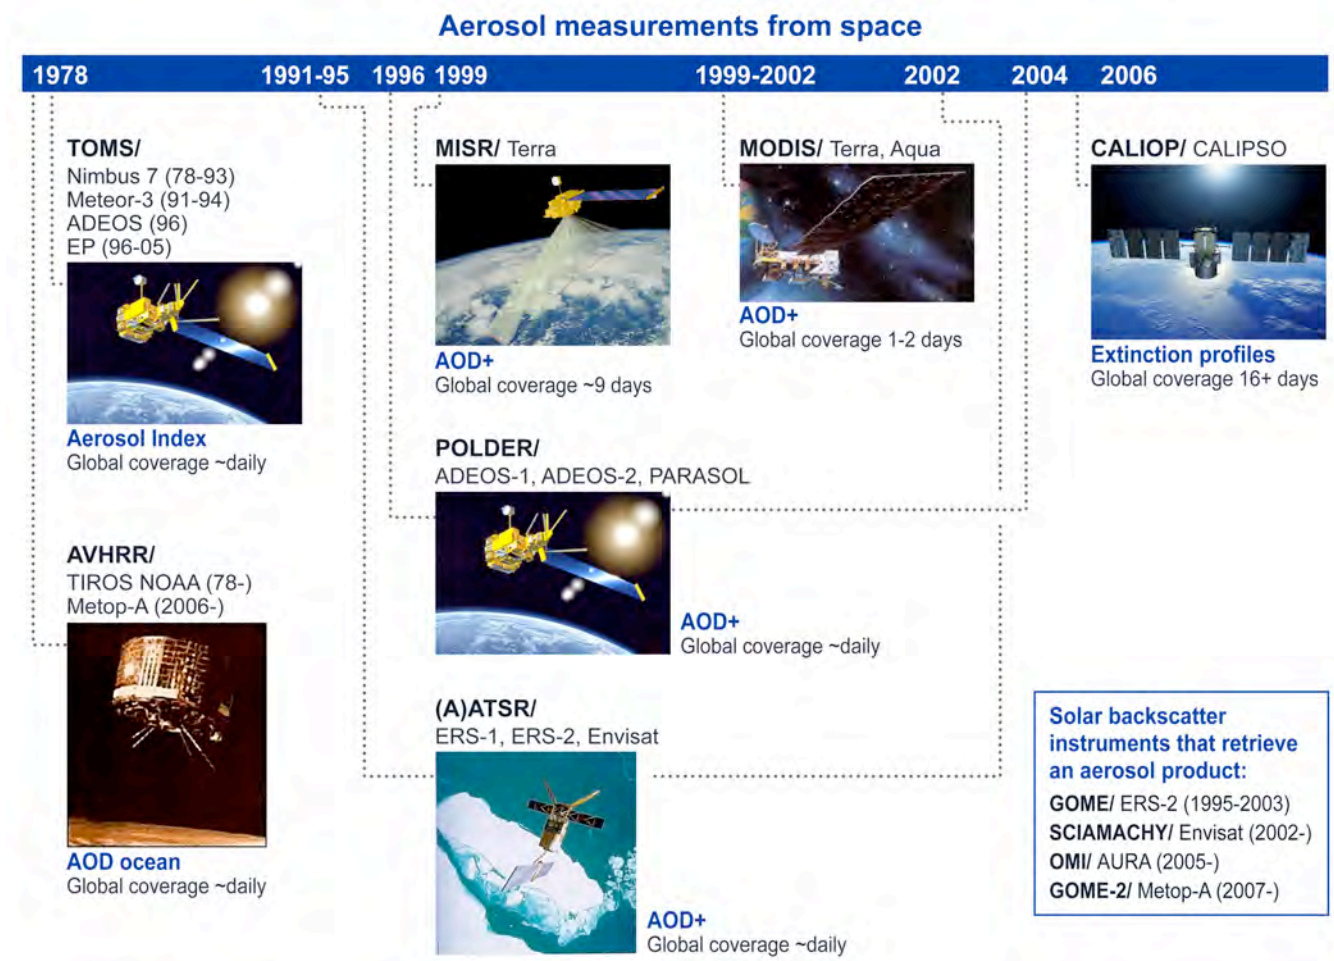 Aerosol measurements from space
1978 1991-95 1996 1999 1999-2002 2002 2004 2006
TOMS/
Nimbus 7 (78-93)
Meteor-3 (91-94)
ADEOS (96)
EP (96-05)
Aerosol Index
Global coverage ~daily
AVHRR/
TIROS NOAA (78-)
Metop-A (2006-)
AOD ocean
Global coverage ~daily
MISR/ Terra
AOD+
Global coverage ~9 days
POLDER/
ADEOS-1, ADEOS-2, PARASOL
AOD+
Global coverage ~daily
(A)ATSR/
ERS-1, ERS-2, Envisat
AOD+
Global coverage ~daily
MODIS/ Terra, Aqua
AOD+
Global coverage 1-2 days
CALIOP/ CALIPSO
Extinction profiles
Global coverage 16+ days
Solar backscatter
instruments that retrieve
an aerosol product:
GOME/ ERS-2 (1995-2003)
SCIAMACHY/ Envisat (2002-)
OMI/ AURA (2005-)
GOME-2/ Metop-A (2007-)